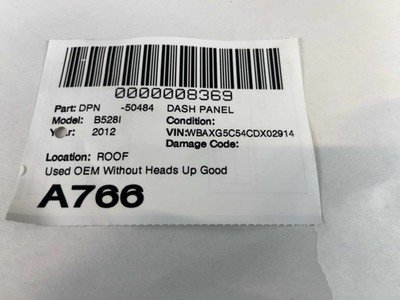 0000008369
Part: DPN -50484 DASH PANEL
Model: B528I Condition:
Year: 2012 VIN:WBAXG5C54CDX02914
Damage Code:
Location: ROOF
Used OEM Without Heads Up Good
A766